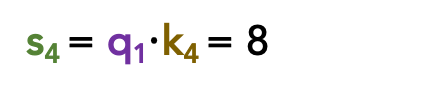 s₄ = q₁·k₄ = 8